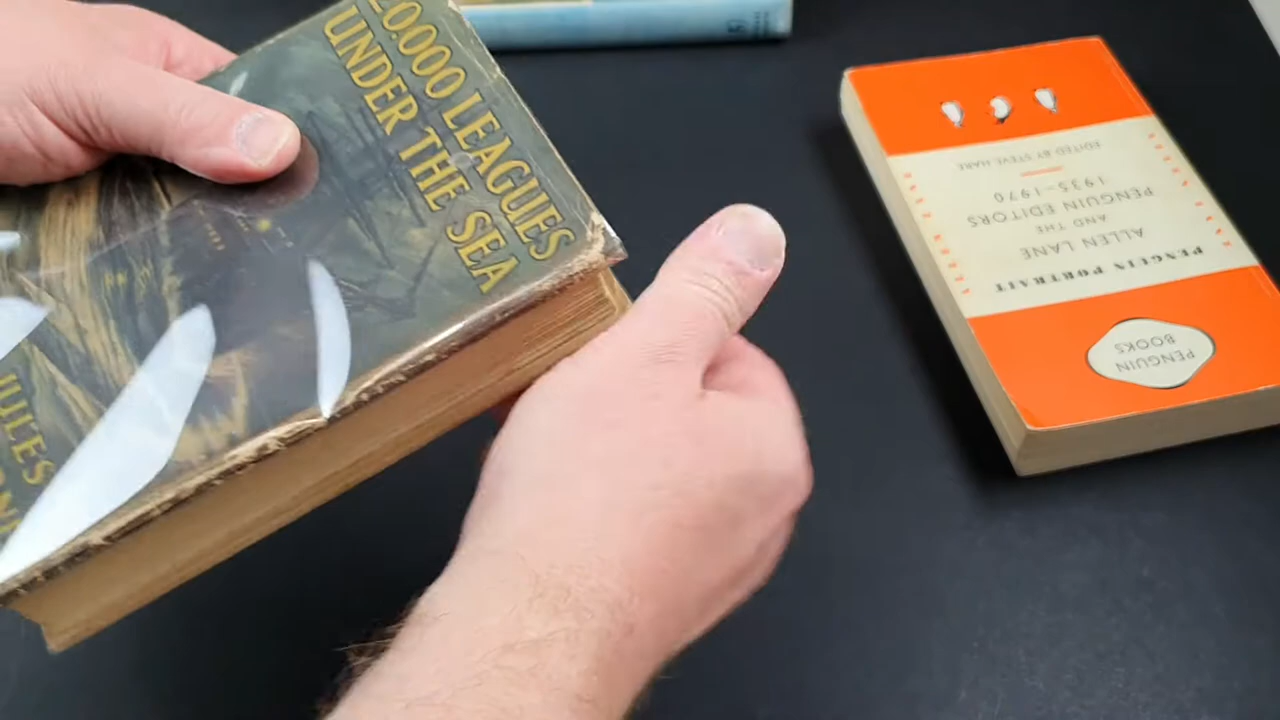 20,000 LEAGUES
UNDER THE SEA
JULES
PENGUIN
BOOKS
PENGUIN PORTRAIT
ALLEN LANE
AND THE
PENGUIN EDITORS
1935–1970
EDITED BY STEVE HARE